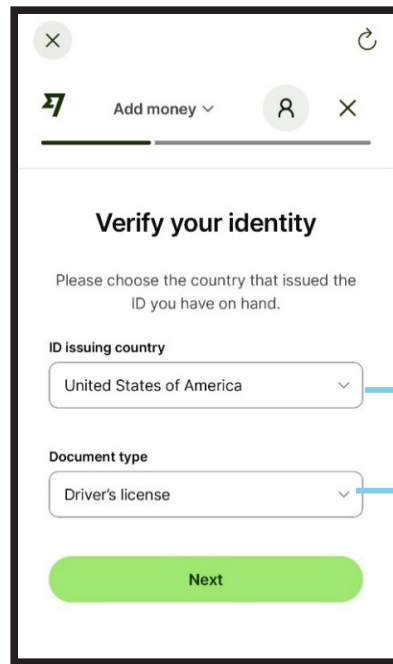 Add money
Verify your identity
Please choose the country that issued the
ID you have on hand.
ID issuing country
United States of America
Document type
Driver's license
Next